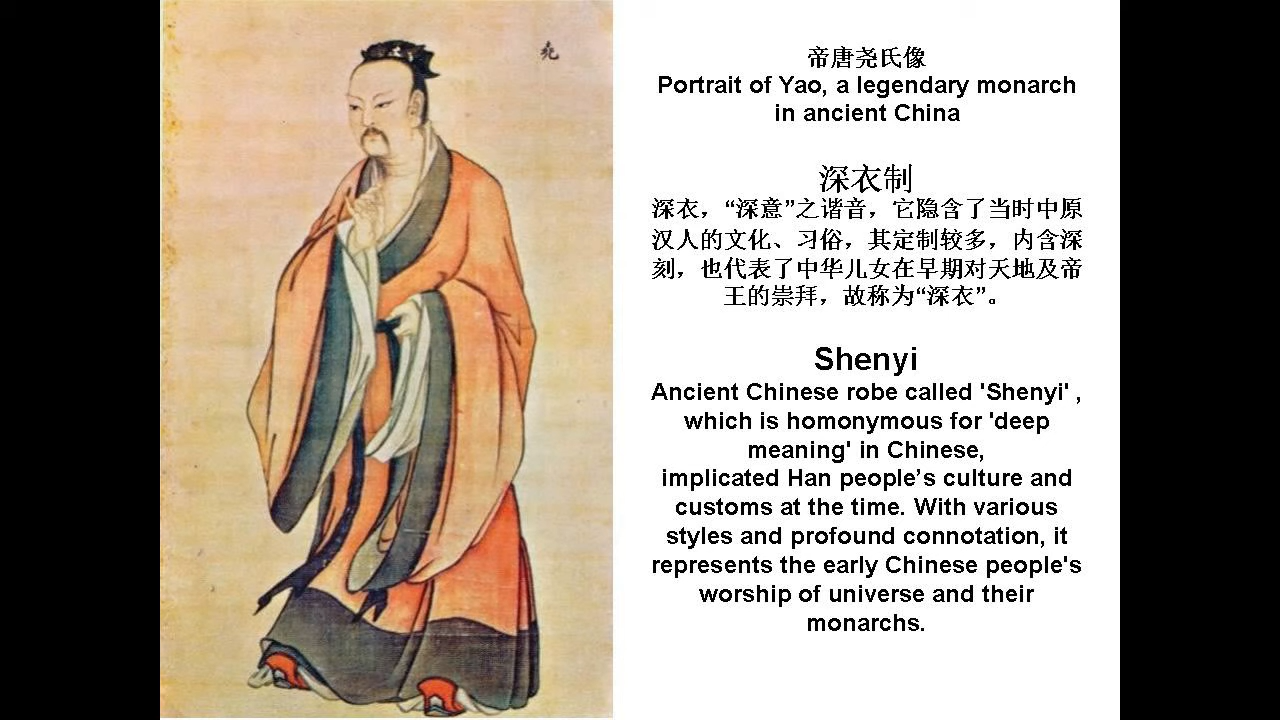 尧
帝唐尧氏像
Portrait of Yao, a legendary monarch
in ancient China
深衣制
深衣，“深意”之谐音，它隐含了当时中原
汉人的文化、习俗，其定制较多，内含深
刻，也代表了中华儿女在早期对天地及帝
王的崇拜，故称为“深衣”。
Shenyi
Ancient Chinese robe called 'Shenyi' ,
which is homonymous for 'deep
meaning' in Chinese,
implicated Han people’s culture and
customs at the time. With various
styles and profound connotation, it
represents the early Chinese people's
worship of universe and their
monarchs.